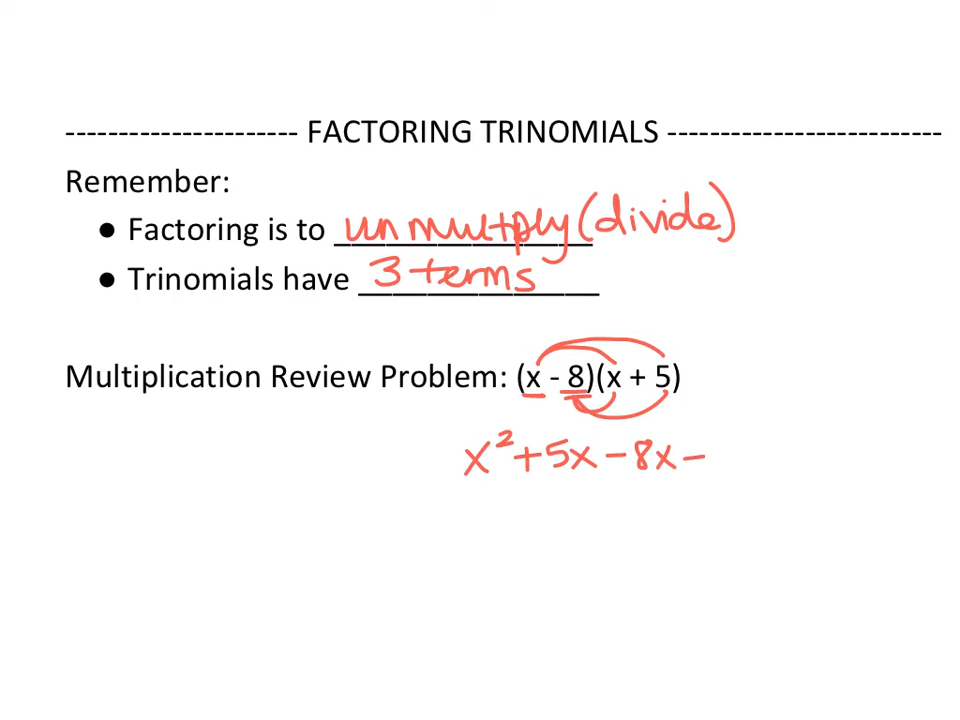 ---------------------- FACTORING TRINOMIALS --------------------------
Remember:
● Factoring is to un multiply (divide)
● Trinomials have 3 terms
Multiplication Review Problem: (x - 8)(x + 5)
x² + 5x - 8x -